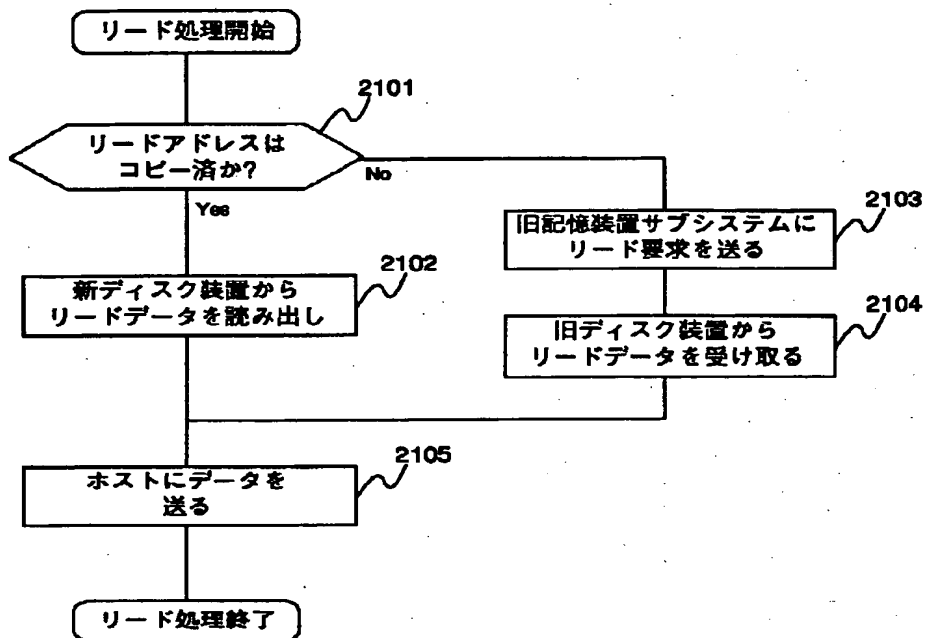 リード処理開始
2101
リードアドレスは
コピー済か?
No
Yes
2103
旧記憶装置サブシステムに
リード要求を送る
2102
新ディスク装置から
リードデータを読み出し
2104
旧ディスク装置から
リードデータを受け取る
2105
ホストにデータを
送る
リード処理終了